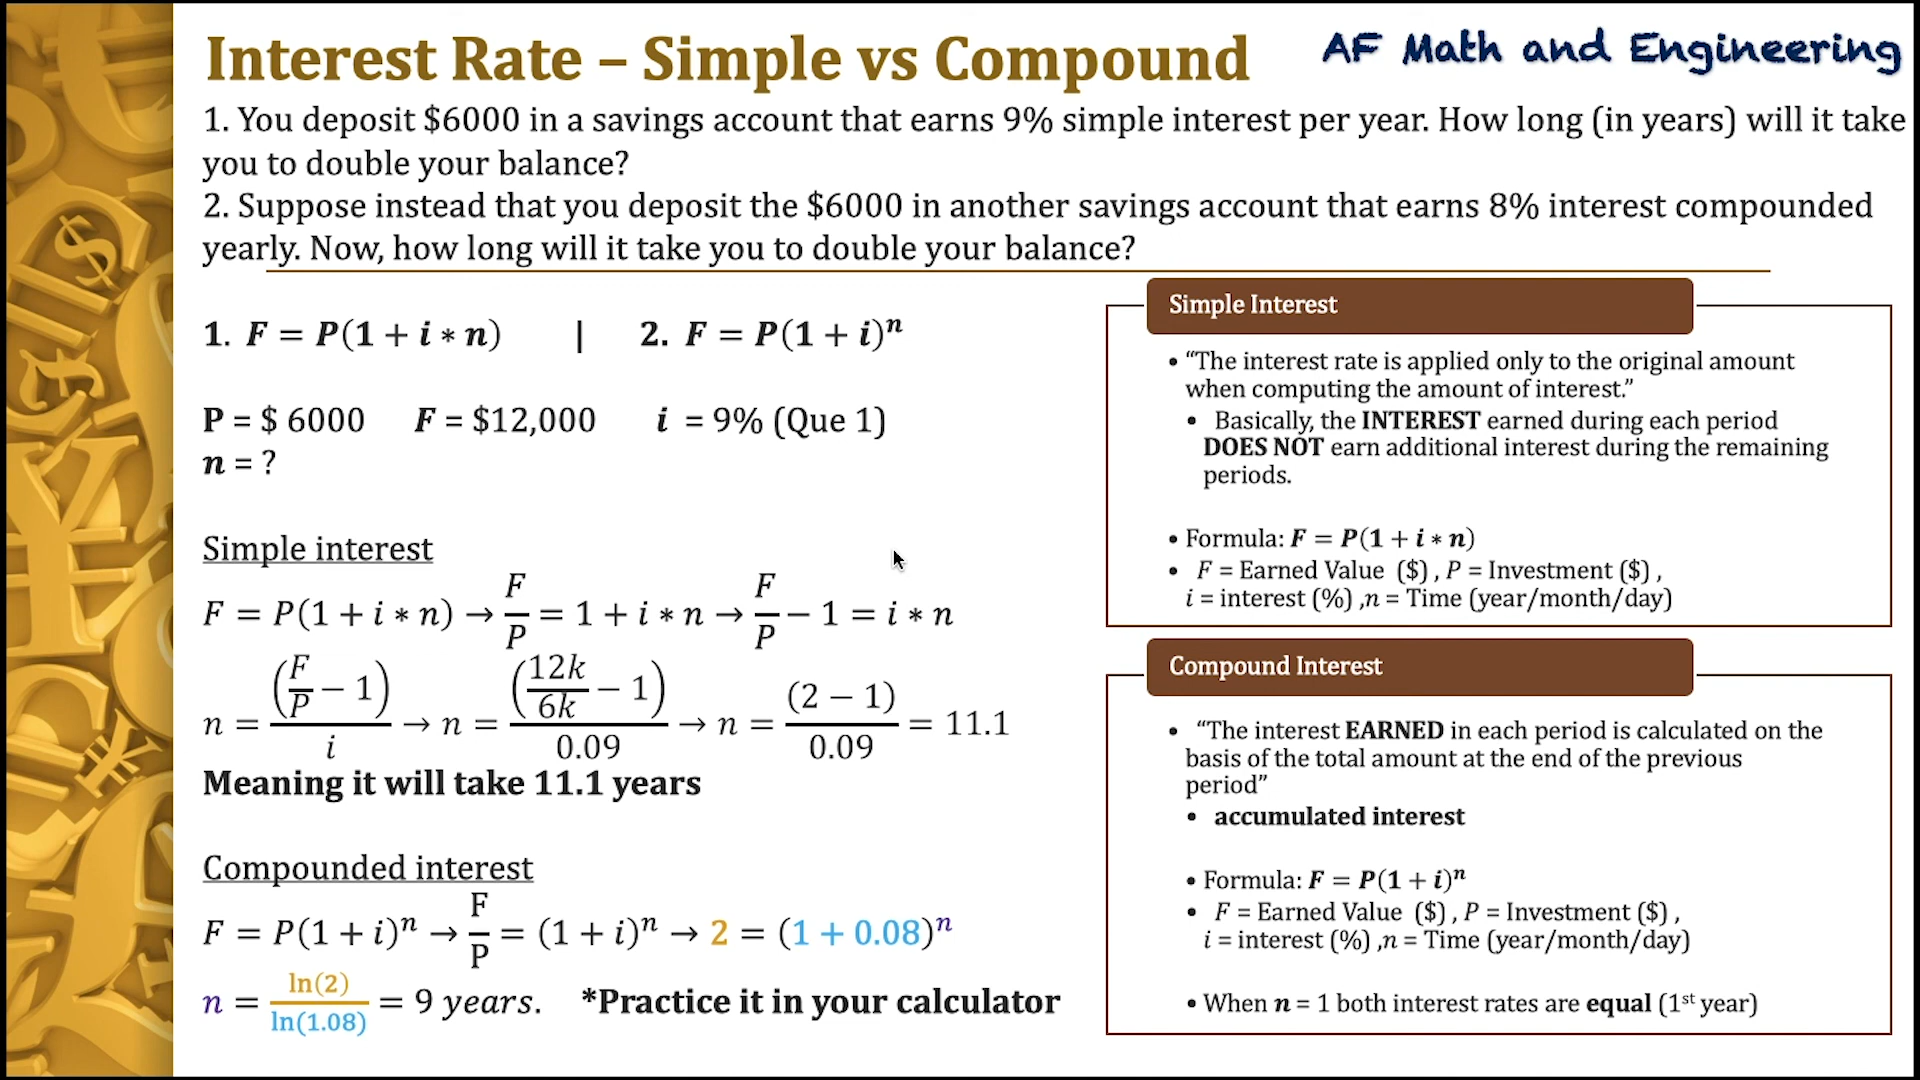 Interest Rate – Simple vs Compound
AF Math and Engineering
1. You deposit $6000 in a savings account that earns 9% simple interest per year. How long (in years) will it take
you to double your balance?
2. Suppose instead that you deposit the $6000 in another savings account that earns 8% interest compounded
yearly. Now, how long will it take you to double your balance?
1. F = P(1 + i ∗ n) | 2. F = P(1 + i)ⁿ
P = $ 6000 F = $12,000 i = 9% (Que 1)
n = ?
Simple interest
F = P(1 + i ∗ n) → F/P = 1 + i ∗ n → F/P − 1 = i ∗ n
n = (F/P − 1)/i → n = (12k/6k − 1)/0.09 → n = (2 − 1)/0.09 = 11.1
Meaning it will take 11.1 years
Compounded interest
F = P(1 + i)ⁿ → F/P = (1 + i)ⁿ → 2 = (1 + 0.08)ⁿ
n = ln(2)/ln(1.08) = 9 years. *Practice it in your calculator
Simple Interest
• “The interest rate is applied only to the original amount
when computing the amount of interest.”
• Basically, the INTEREST earned during each period
DOES NOT earn additional interest during the remaining
periods.
• Formula: F = P(1 + i ∗ n)
• F = Earned Value ($) , P = Investment ($) ,
i = interest (%) ,n = Time (year/month/day)
Compound Interest
• “The interest EARNED in each period is calculated on the
basis of the total amount at the end of the previous
period”
• accumulated interest
• Formula: F = P(1 + i)ⁿ
• F = Earned Value ($) , P = Investment ($) ,
i = interest (%) ,n = Time (year/month/day)
• When n = 1 both interest rates are equal (1ˢᵗ year)